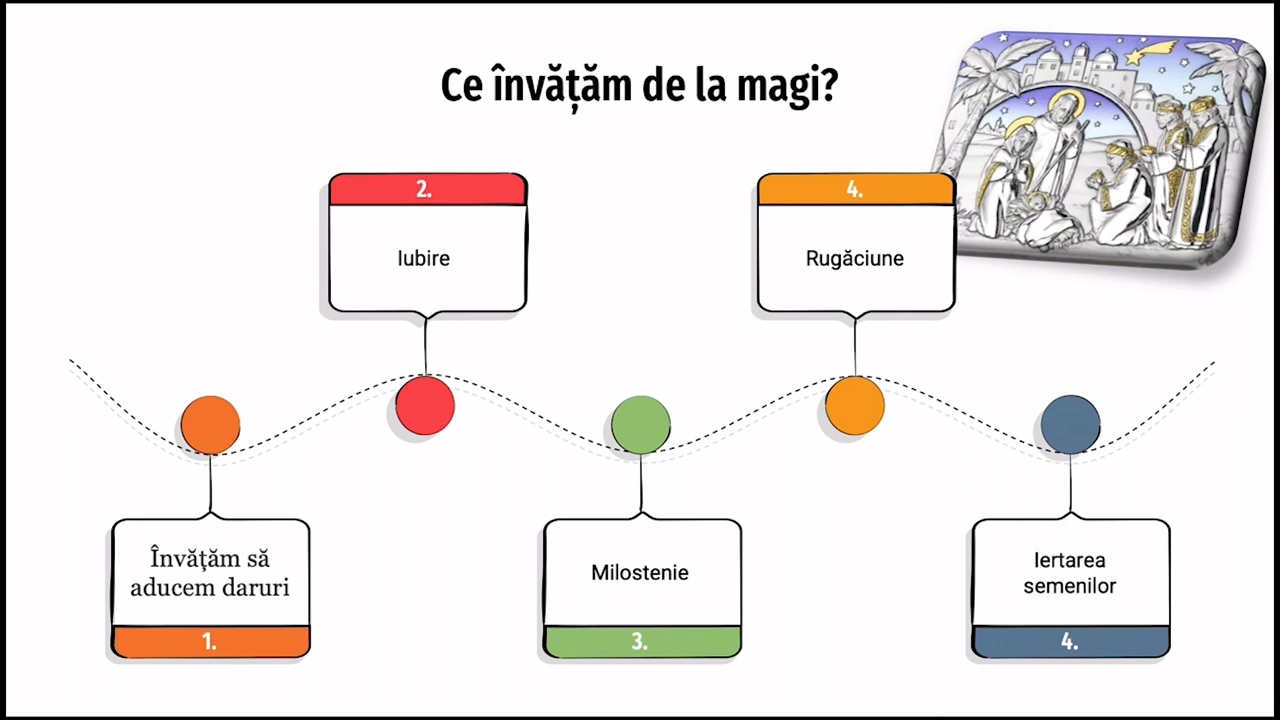 Ce învățăm de la magi?
2.
Iubire
4.
Rugăciune
Învățăm să
aducem daruri
1.
Milostenie
3.
Iertarea
semenilor
4.